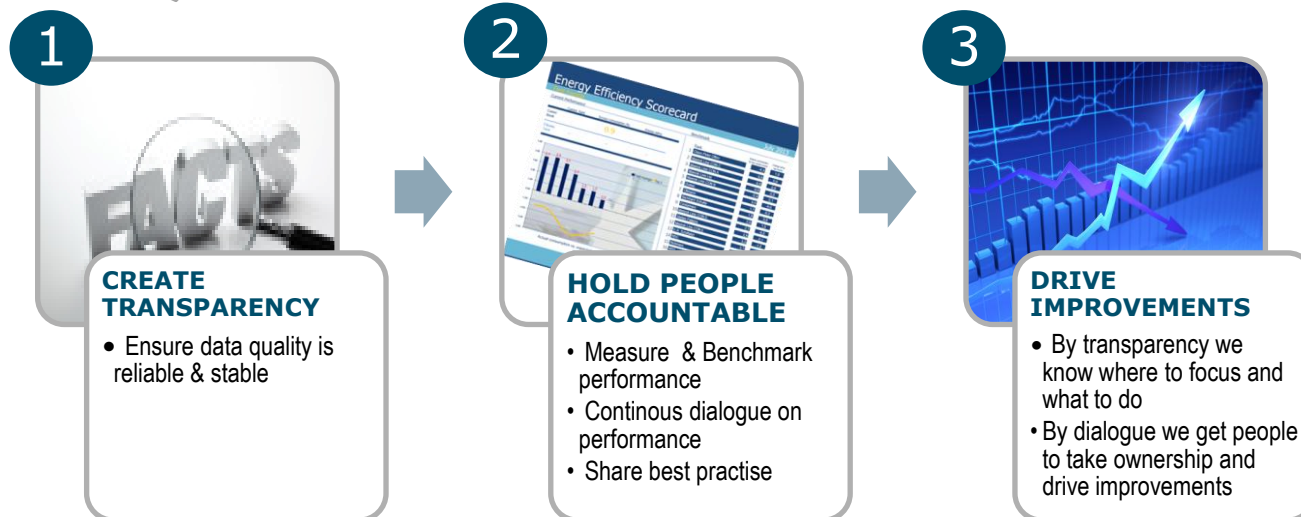 1
FACTS
CREATE
TRANSPARENCY
• Ensure data quality is
reliable & stable
2
Energy Efficiency Scorecard
HOLD PEOPLE
ACCOUNTABLE
• Measure & Benchmark
performance
• Continous dialogue on
performance
• Share best practise
3
DRIVE
IMPROVEMENTS
• By transparency we
know where to focus and
what to do
• By dialogue we get people
to take ownership and
drive improvements